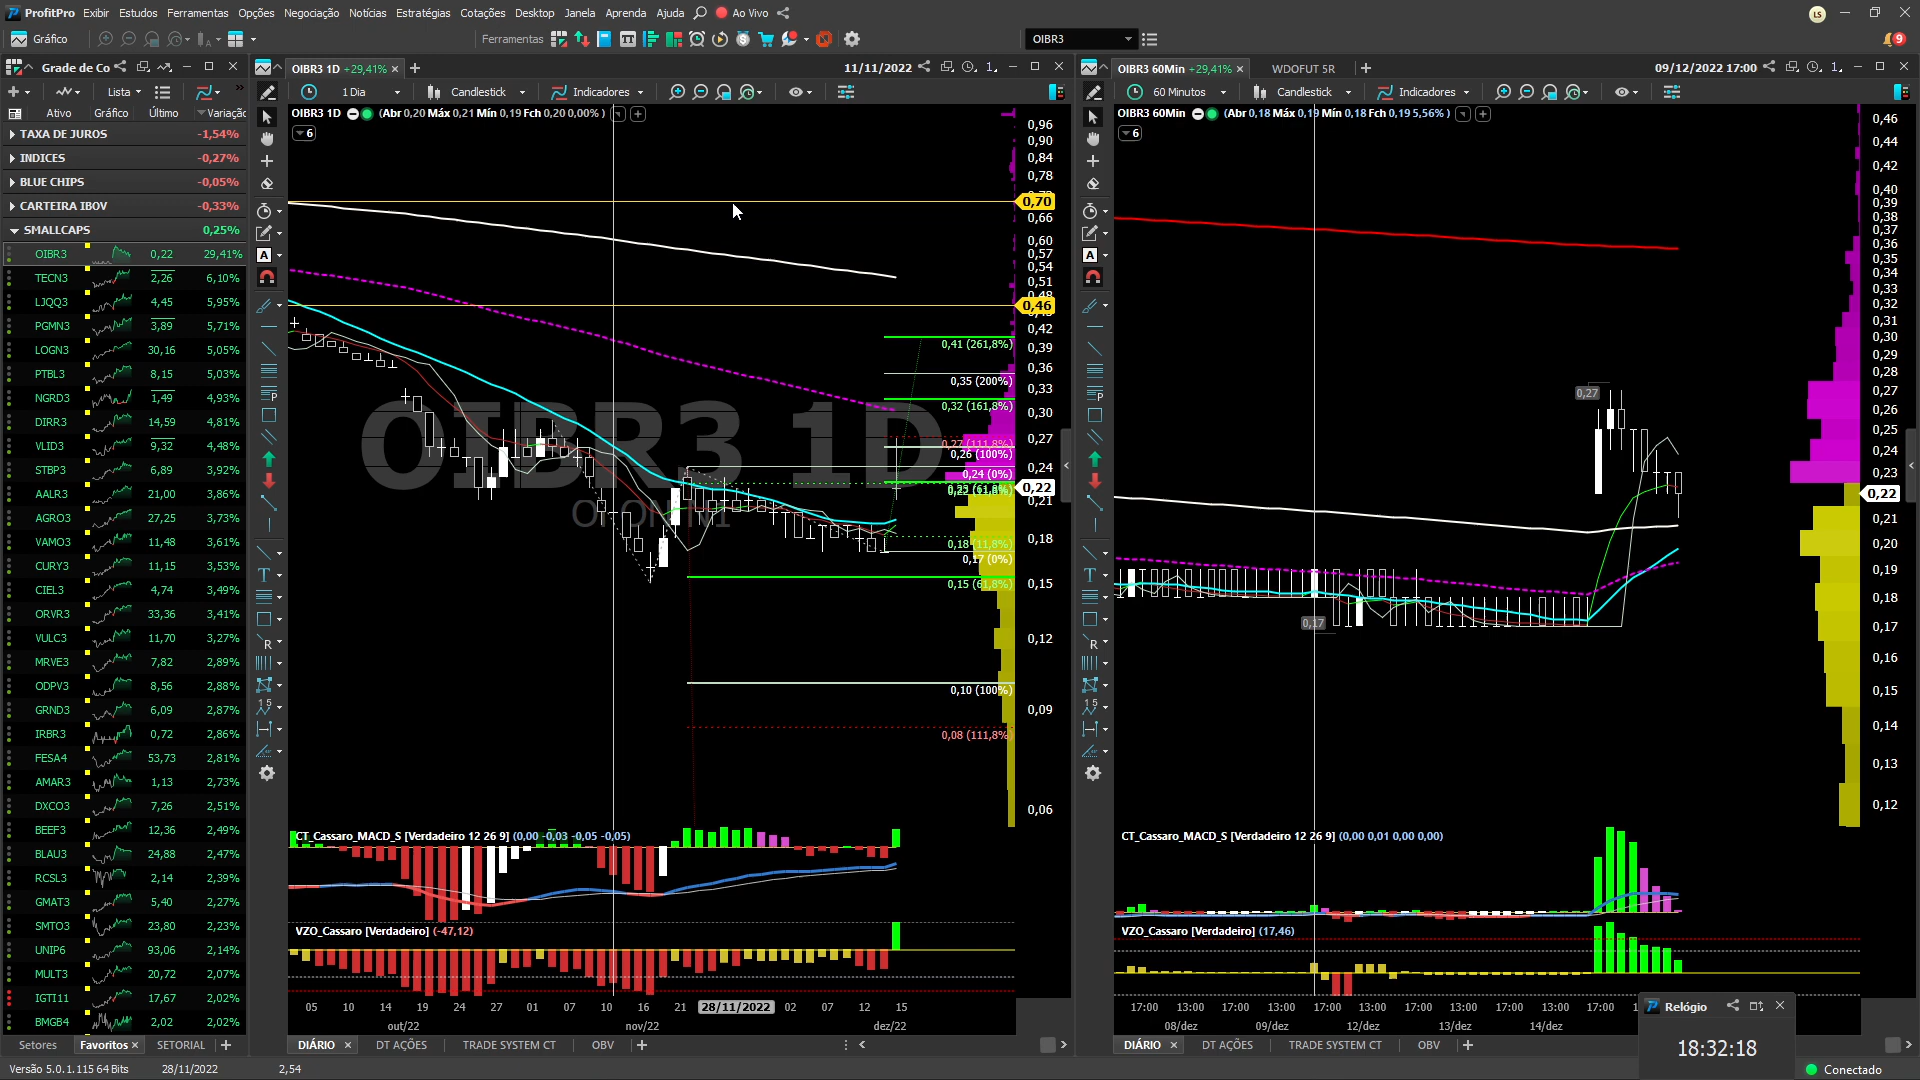 ProfitPro Exibir Estudos Ferramentas Opções Negociação Notícias Estratégias Cotações Desktop Janela Aprenda Ajuda Ao Vivo LS
Gráfico Ferramentas OIBR3 9
Grade de Co
OIBR3 1D +29,41% 11/11/2022 1
OIBR3 60Min +29,41% WDOFUT 5R 09/12/2022 17:00 1
Lista
1 Dia Candlestick Indicadores
60 Minutos Candlestick Indicadores
Ativo Gráfico Último Variação
TAXA DE JUROS -1,54%
INDICES -0,27%
BLUE CHIPS -0,05%
CARTEIRA IBOV -0,33%
SMALLCAPS 0,25%
OIBR3 0,22 29,41%
TECN3 2,26 6,10%
LJQQ3 4,45 5,95%
PGMN3 3,89 5,71%
LOGN3 30,16 5,05%
PTBL3 8,15 5,03%
NGRD3 1,49 4,93%
DIRR3 14,59 4,81%
VLID3 9,32 4,48%
STBP3 6,89 3,92%
AALR3 21,00 3,86%
AGRO3 27,25 3,73%
VAMO3 11,48 3,61%
CURY3 11,15 3,53%
CIEL3 4,74 3,49%
ORVR3 33,36 3,41%
VULC3 11,70 3,27%
MRVE3 7,82 2,89%
ODPV3 8,56 2,88%
GRND3 6,09 2,87%
IRBR3 0,72 2,86%
FESA4 53,73 2,81%
AMAR3 1,13 2,73%
DXCO3 7,26 2,51%
BEEF3 12,36 2,49%
BLAU3 24,88 2,47%
RCSL3 2,14 2,39%
GMAT3 5,40 2,27%
SMTO3 23,80 2,23%
UNIP6 93,06 2,14%
MULT3 20,72 2,07%
IGTI11 17,67 2,02%
BMGB4 2,02 2,02%
Setores Favoritos SETORIAL
OIBR3 1D (Abr 0,20 Máx 0,21 Mín 0,19 Fch 0,20 0,00% )
6
OIBR3 1D
0,96
0,90
0,84
0,78
0,70
0,66
0,60
0,57
0,54
0,51
0,46
0,42
0,39
0,36
0,33
0,30
0,27
0,24
0,22
0,21
0,18
0,15
0,12
0,09
0,06
0,41 (261,8%)
0,35 (200%)
0,32 (161,8%)
0,27 (111,8%)
0,26 (100%)
0,24 (0%)
0,18 (11,8%)
0,17 (0%)
0,15 (61,8%)
0,10 (100%)
0,08 (111,8%)
CT_Cassaro_MACD_S [Verdadeiro 12 26 9] (0,00 -0,03 -0,05 -0,05)
VZO_Cassaro [Verdadeiro] (-47,12)
05 10 14 19 24 27 01 07 10 16 21 28/11/2022 02 07 12 15
out/22 nov/22 dez/22
DIÁRIO DT AÇÕES TRADE SYSTEM CT OBV
OIBR3 60Min (Abr 0,18 Máx 0,19 Mín 0,18 Fch 0,19 5,56% )
6
0,27
0,17
0,46
0,44
0,42
0,40
0,39
0,38
0,37
0,36
0,35
0,34
0,33
0,32
0,31
0,30
0,29
0,28
0,27
0,26
0,25
0,24
0,23
0,22
0,21
0,20
0,19
0,18
0,17
0,16
0,15
0,14
0,13
0,12
CT_Cassaro_MACD_S [Verdadeiro 12 26 9] (0,00 0,01 0,00 0,00)
VZO_Cassaro [Verdadeiro] (17,46)
17:00 13:00 17:00 13:00 17:00 13:00 17:00 13:00 17:00 13:00 17:00
08/dez 09/dez 12/dez 13/dez 14/dez
DIÁRIO DT AÇÕES TRADE SYSTEM CT OBV
Relógio
18:32:18
Versão 5.0.1.115 64 Bits 28/11/2022 2,54 Conectado